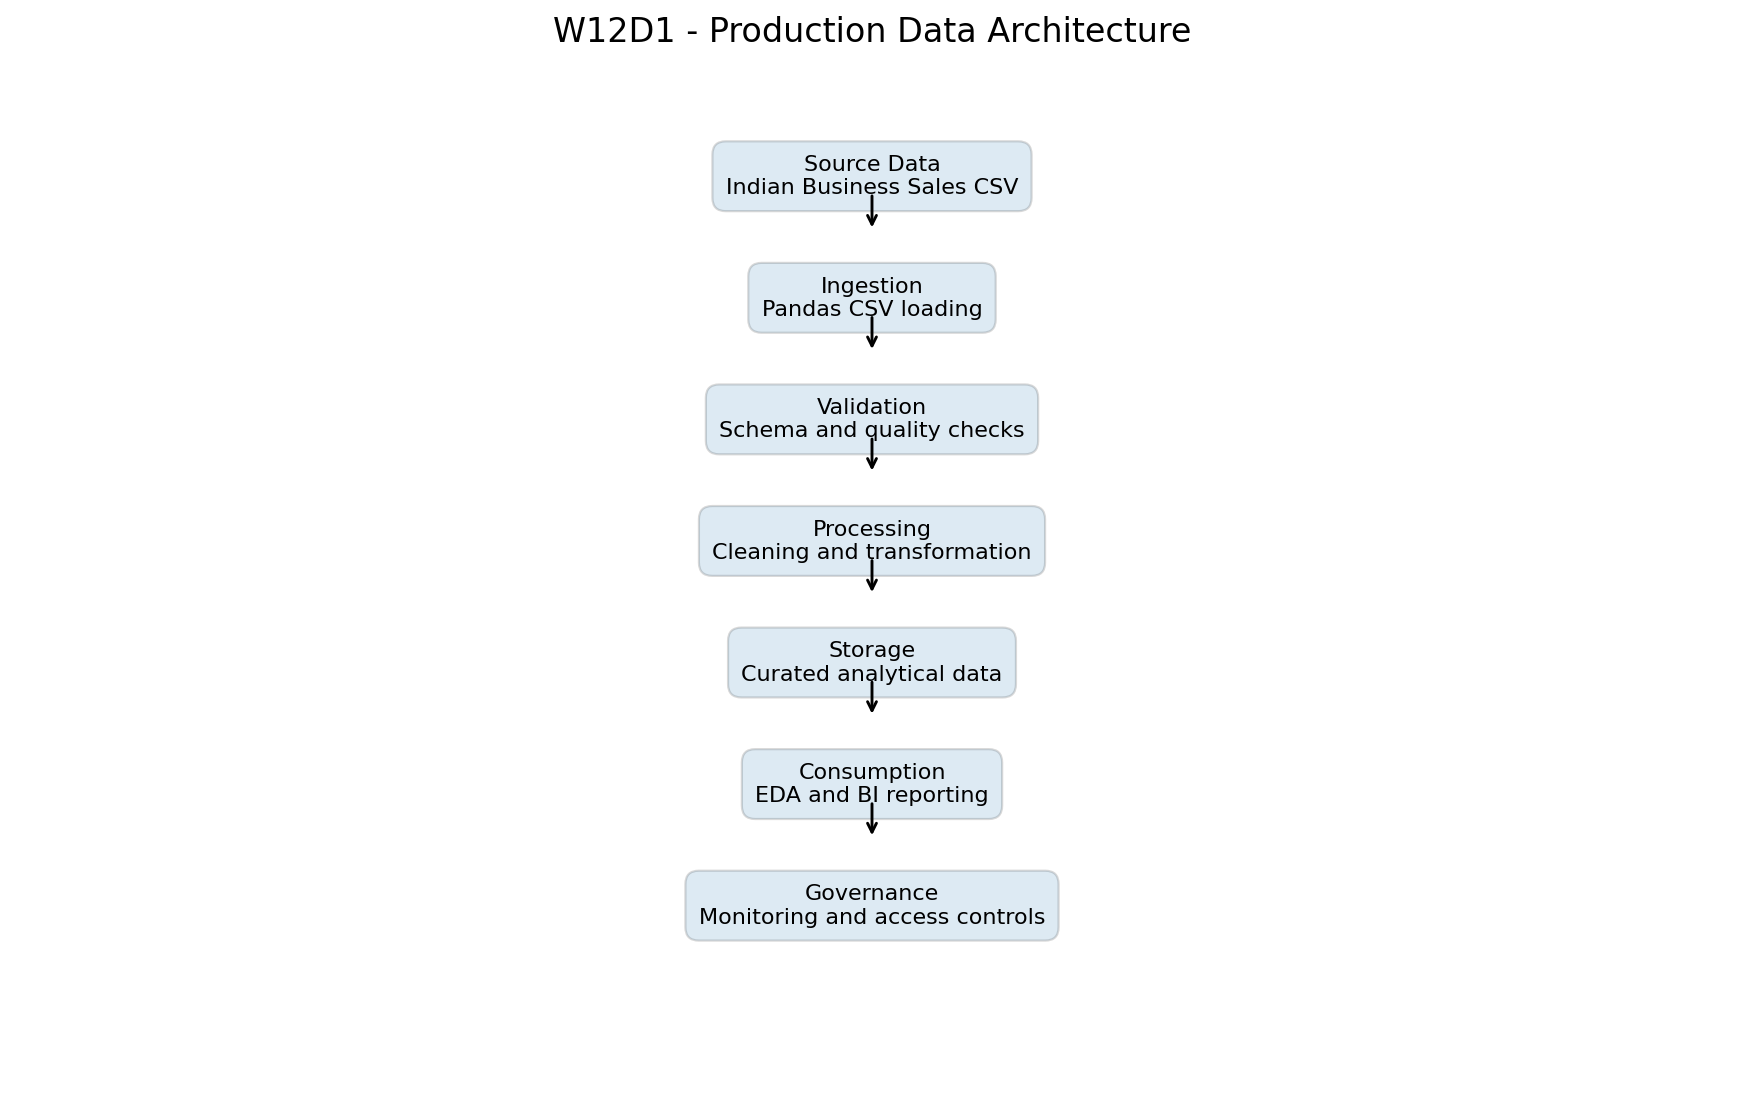 W12D1 - Production Data Architecture
Source Data
Indian Business Sales CSV
Ingestion
Pandas CSV loading
Validation
Schema and quality checks
Processing
Cleaning and transformation
Storage
Curated analytical data
Consumption
EDA and BI reporting
Governance
Monitoring and access controls